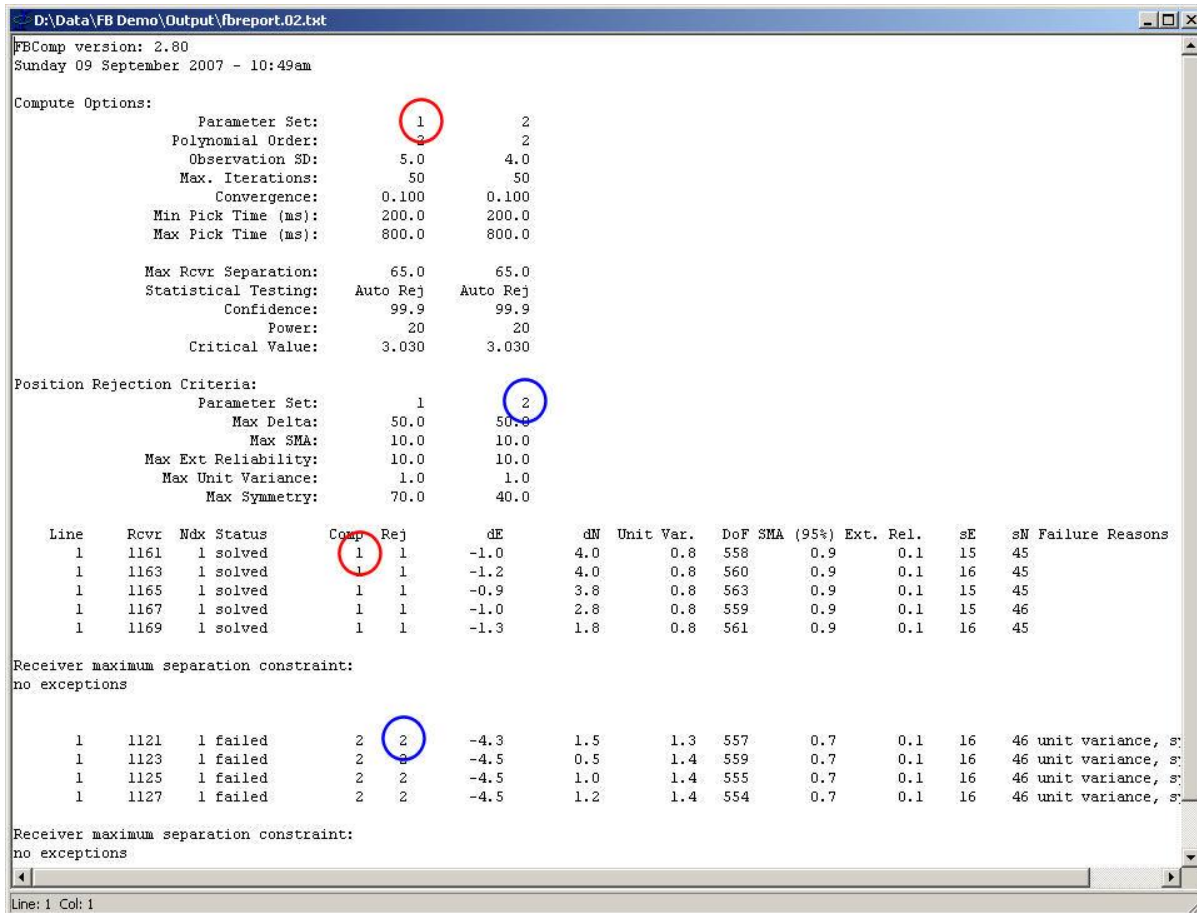 D:\Data\FB Demo\Output\fbreport.02.txt
FBComp version: 2.80
Sunday 09 September 2007 - 10:49am
Compute Options:
Parameter Set: 1 2
Polynomial Order: 2 2
Observation SD: 5.0 4.0
Max. Iterations: 50 50
Convergence: 0.100 0.100
Min Pick Time (ms): 200.0 200.0
Max Pick Time (ms): 800.0 800.0
Max Rcvr Separation: 65.0 65.0
Statistical Testing: Auto Rej Auto Rej
Confidence: 99.9 99.9
Power: 20 20
Critical Value: 3.030 3.030
Position Rejection Criteria:
Parameter Set: 1 2
Max Delta: 50.0 50.0
Max SMA: 10.0 10.0
Max Ext Reliability: 10.0 10.0
Max Unit Variance: 1.0 1.0
Max Symmetry: 70.0 40.0
Line Rcvr Ndx Status Comp Rej dE dN Unit Var. DoF SMA (95%) Ext. Rel. sE sN Failure Reasons
1 1161 1 solved 1 1 -1.0 4.0 0.8 558 0.9 0.1 15 45
1 1163 1 solved 1 1 -1.2 4.0 0.8 560 0.9 0.1 16 45
1 1165 1 solved 1 1 -0.9 3.8 0.8 563 0.9 0.1 15 45
1 1167 1 solved 1 1 -1.0 2.8 0.8 559 0.9 0.1 15 46
1 1169 1 solved 1 1 -1.3 1.8 0.8 561 0.9 0.1 16 45
Receiver maximum separation constraint:
no exceptions
1 1121 1 failed 2 2 -4.3 1.5 1.3 557 0.7 0.1 16 46 unit variance, sy
1 1123 1 failed 2 2 -4.5 0.5 1.4 559 0.7 0.1 16 46 unit variance, sy
1 1125 1 failed 2 2 -4.5 1.0 1.4 555 0.7 0.1 16 46 unit variance, sy
1 1127 1 failed 2 2 -4.5 1.2 1.4 554 0.7 0.1 16 46 unit variance, sy
Receiver maximum separation constraint:
no exceptions
Line: 1 Col: 1